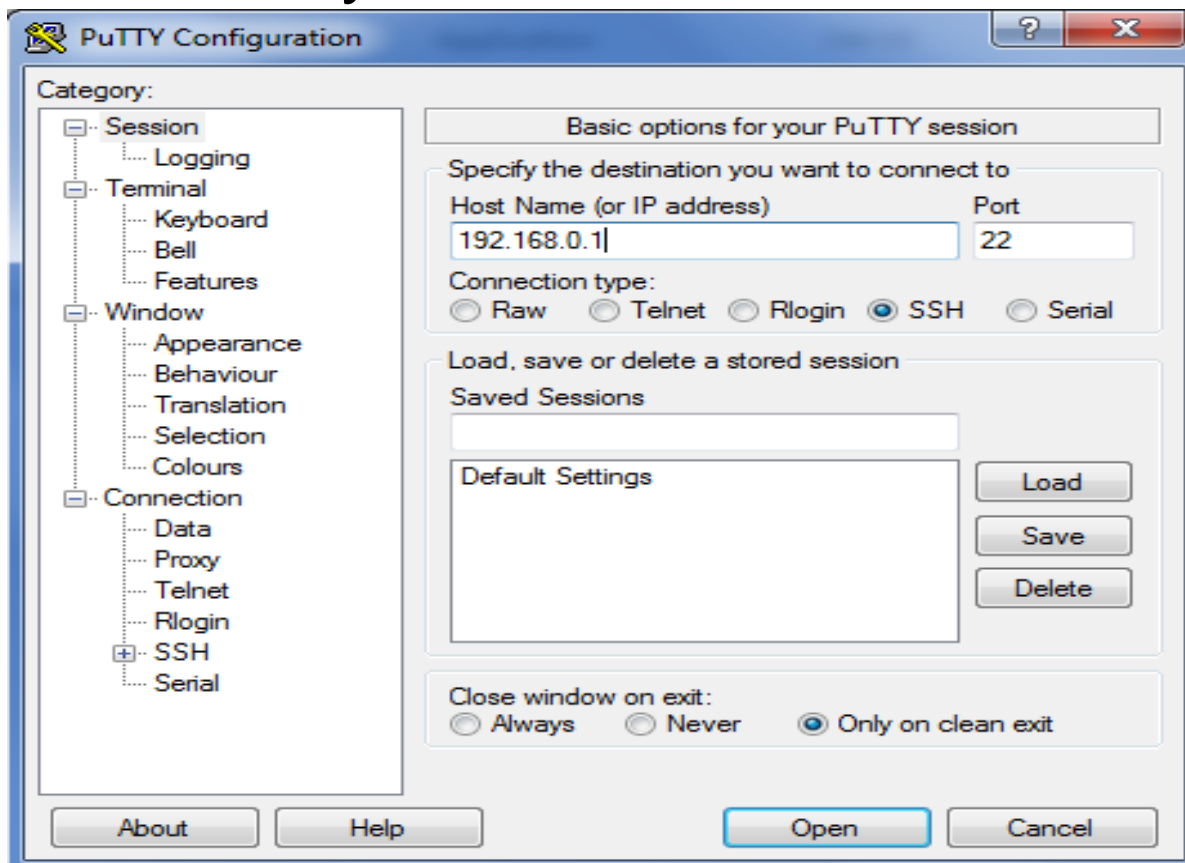 PuTTY Configuration
?
X
Category:
Session
Logging
Terminal
Keyboard
Bell
Features
Window
Appearance
Behaviour
Translation
Selection
Colours
Connection
Data
Proxy
Telnet
Rlogin
SSH
Serial
Basic options for your PuTTY session
Specify the destination you want to connect to
Host Name (or IP address) Port
192.168.0.1 22
Connection type:
Raw Telnet Rlogin SSH Serial
Load, save or delete a stored session
Saved Sessions
Default Settings
Load
Save
Delete
Close window on exit:
Always Never Only on clean exit
About Help Open Cancel